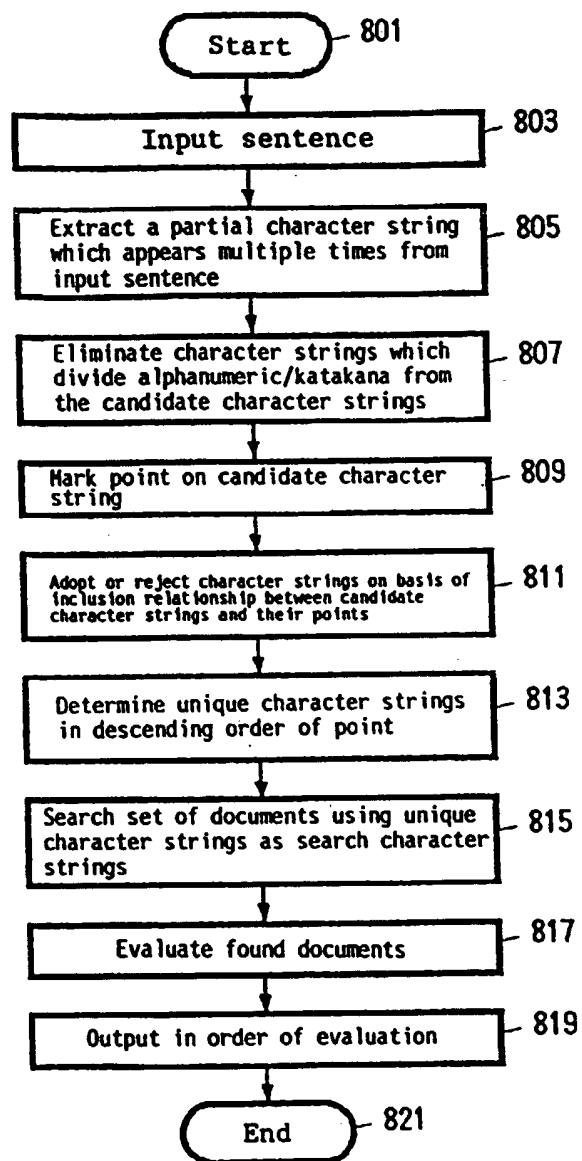 Start
801
Input sentence
803
Extract a partial character string
which appears multiple times from
input sentence
805
Eliminate character strings which
divide alphanumeric/katakana from
the candidate character strings
807
Mark point on candidate character
string
809
Adopt or reject character strings on basis of
inclusion relationship between candidate
character strings and their points
811
Determine unique character strings
in descending order of point
813
Search set of documents using unique
character strings as search character
strings
815
Evaluate found documents
817
Output in order of evaluation
819
End
821